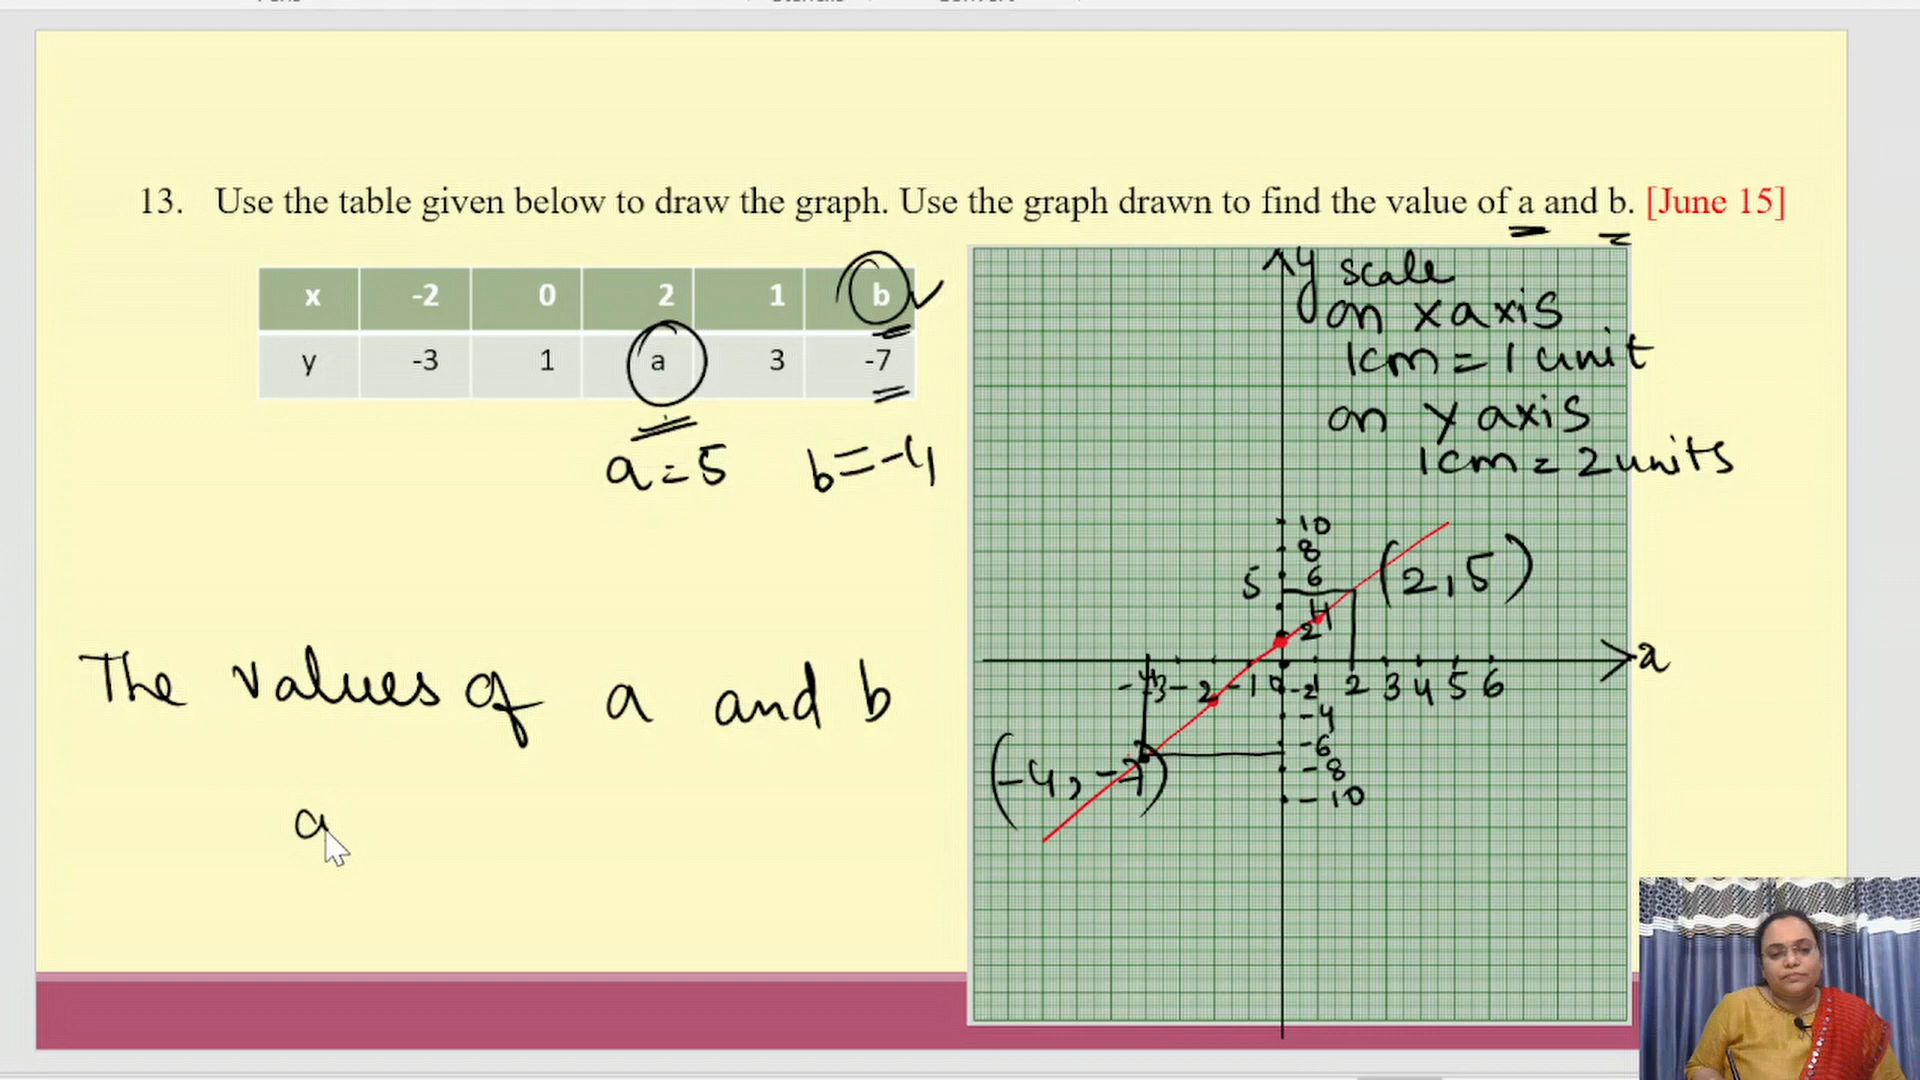 13. Use the table given below to draw the graph. Use the graph drawn to find the value of a and b. [June 15]
x -2 0 2 1 b
y -3 1 a 3 -7
a = 5 b = -4
y scale
on x axis
1cm = 1 unit
on y axis
1cm = 2 units
10
8
5 6
4
2
(2,5)
-4 -3 -2 -1 0 1 2 3 4 5 6
x
-2
-4
-6
-8
-10
(-4, -7)
The values of a and b
a